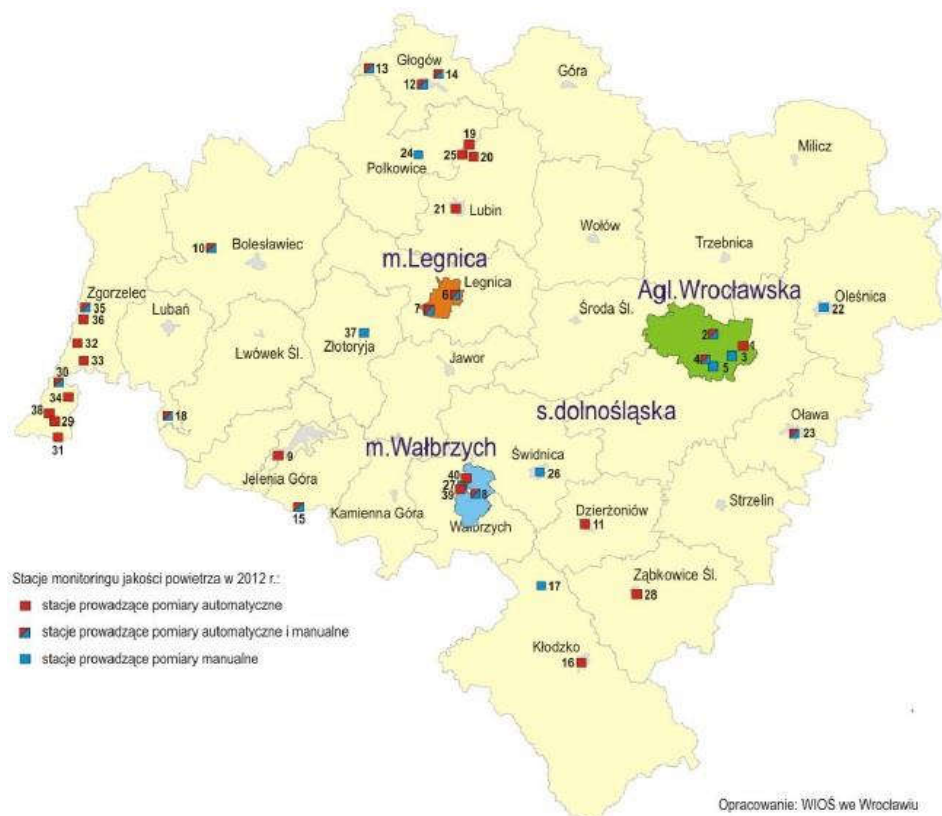 Głogów
13
14
12
Góra
19
24
25
20
Polkowice
Milicz
21
Lubin
Wołów
Trzebnica
10
Bolesławiec
m.Legnica
Legnica
6
7
Agl.Wrocławska
Oleśnica
22
Zgorzelec
35
36
Lubań
37
Złotoryja
Środa Śl.
2
1
3
4
5
32
33
Lwówek Śl.
Jawor
30
34
38
29
31
18
s.dolnośląska
Oława
23
m.Wałbrzych
9
Jelenia Góra
Świdnica
26
40
27
39
8
Strzelin
15
Kamienna Góra
Wałbrzych
Dzierżoniów
11
Stacje monitoringu jakości powietrza w 2012 r.:
stacje prowadzące pomiary automatyczne
stacje prowadzące pomiary automatyczne i manualne
stacje prowadzące pomiary manualne
17
Ząbkowice Śl.
28
Kłodzko
16
Opracowanie: WIOŚ we Wrocławiu